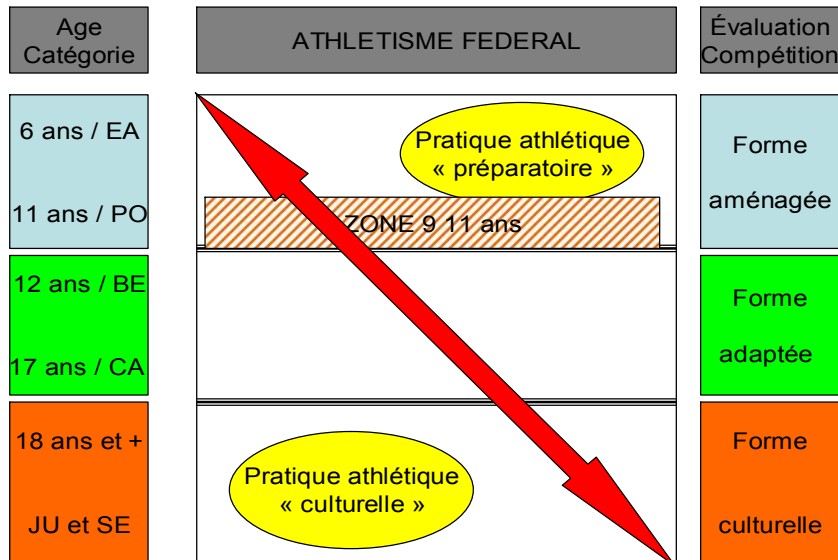 Age
Catégorie
ATHLETISME FEDERAL
Évaluation
Compétition
6 ans / EA
11 ans / PO
Pratique athlétique
« préparatoire »
ZONE 9 11 ans
Forme
aménagée
12 ans / BE
17 ans / CA
Forme
adaptée
18 ans et +
JU et SE
Pratique athlétique
« culturelle »
Forme
culturelle